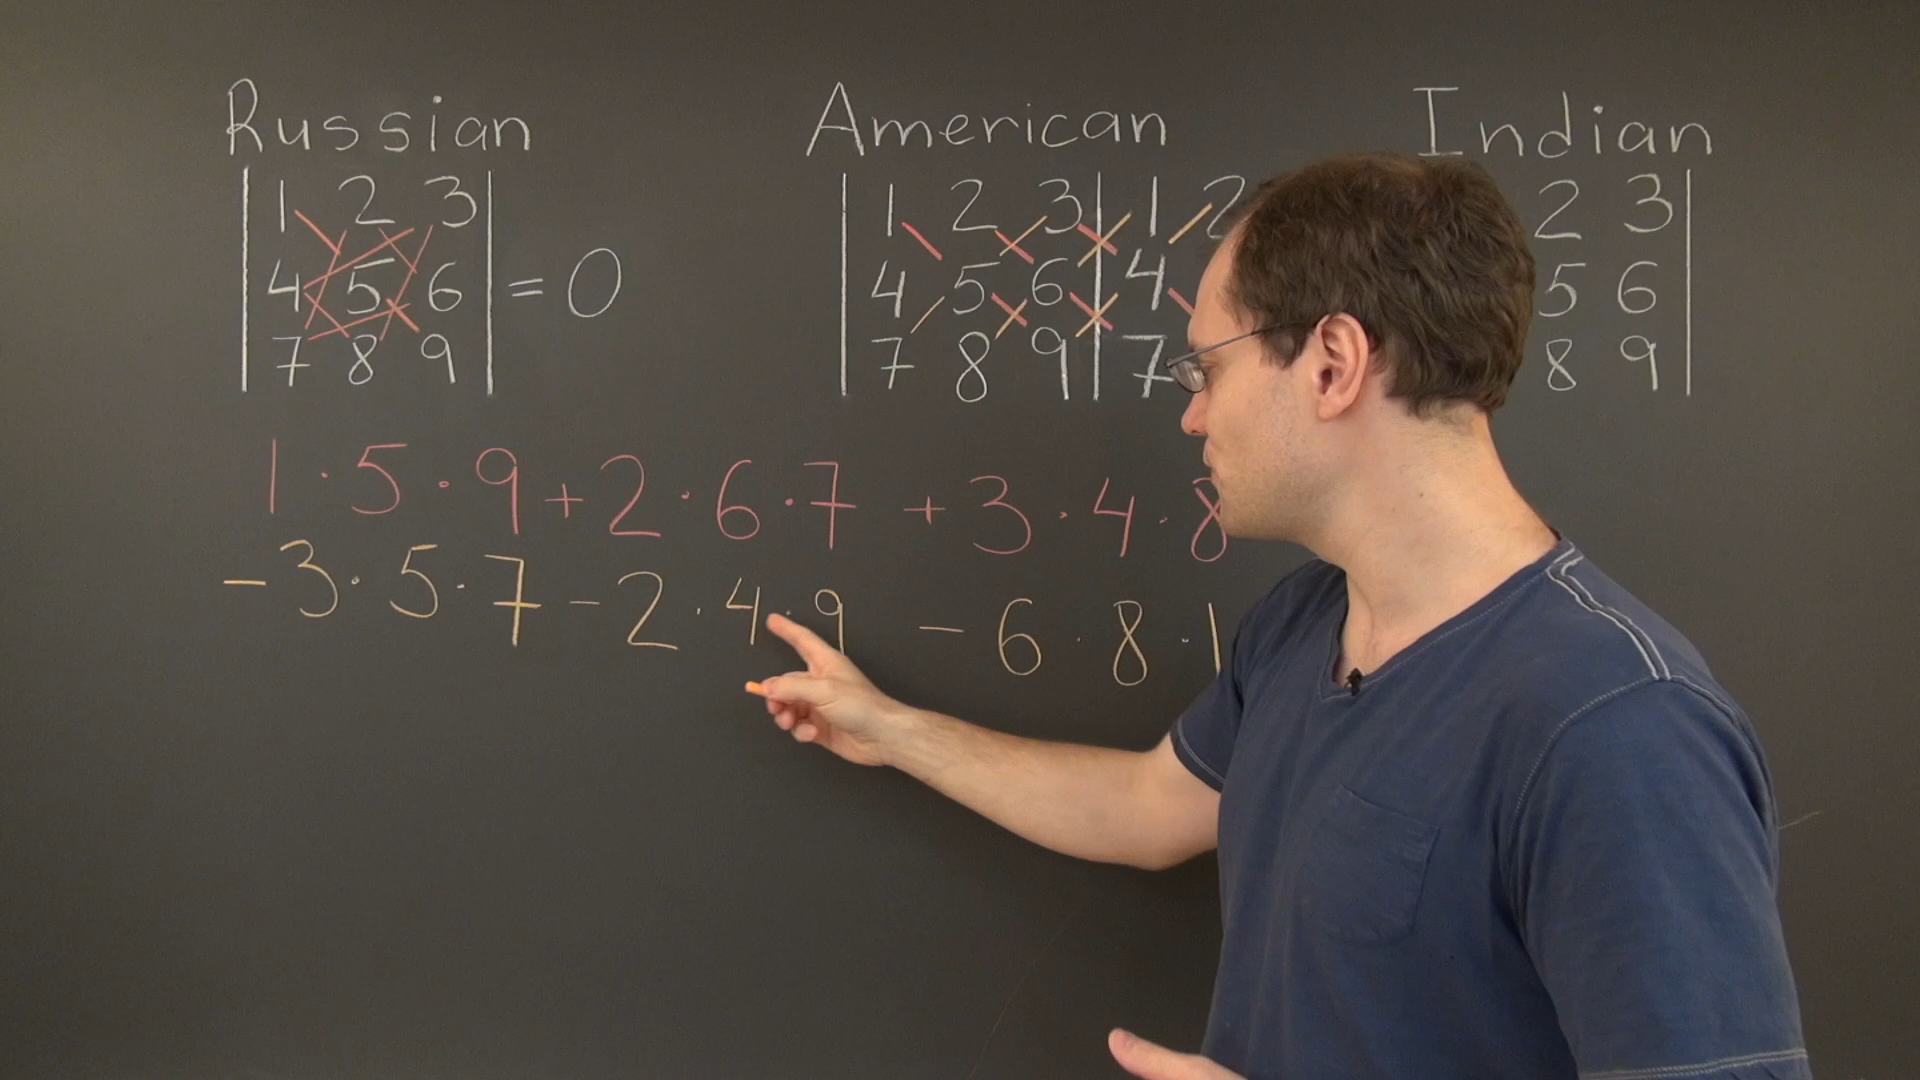 Russian American Indian
1 2 3 1 2 3 1 2 2 3
4 5 6 = 0 4 5 6 4 5 6
7 8 9 7 8 9 7 8 9
1 · 5 · 9 + 2 · 6 · 7 + 3 · 4 · 8
- 3 · 5 · 7 - 2 · 4 · 9 - 6 · 8 · 1